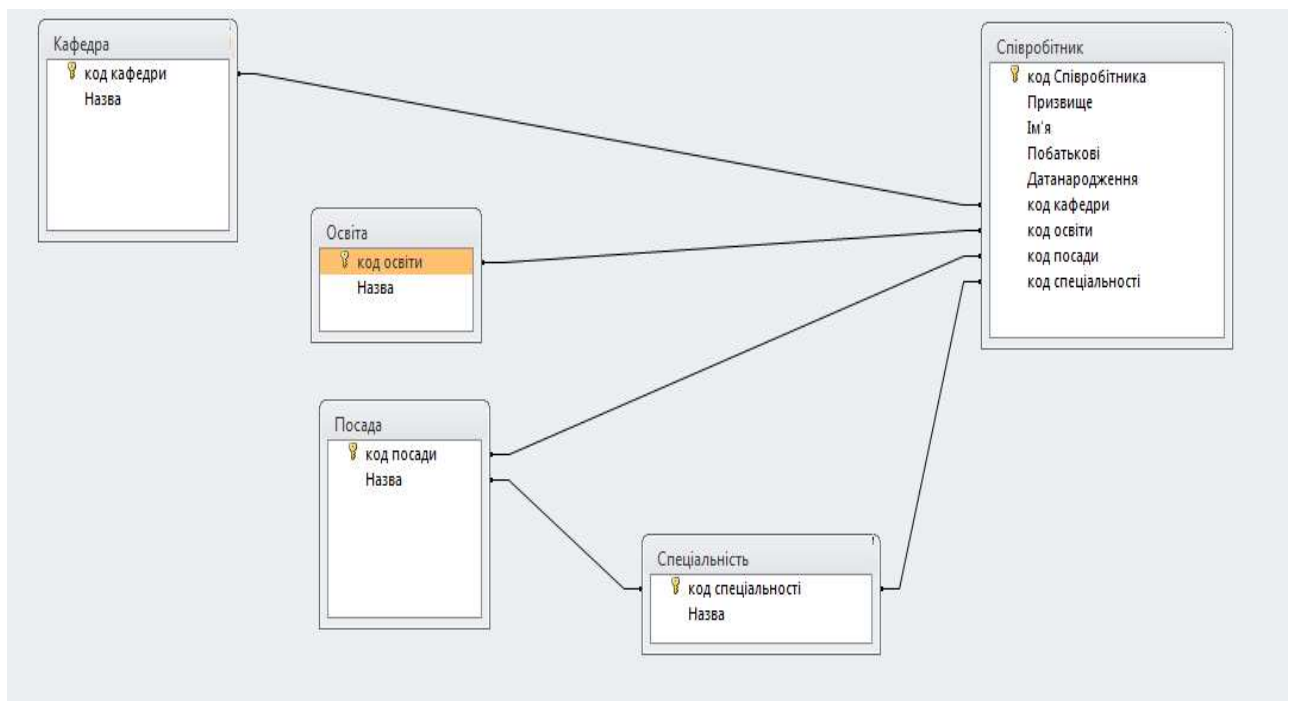 Кафедра
код кафедри
Назва
Освіта
код освіти
Назва
Посада
код посади
Назва
Спеціальність
код спеціальності
Назва
Співробітник
код Співробітника
Призвище
Ім'я
Побатькові
Датанародження
код кафедри
код освіти
код посади
код спеціальності